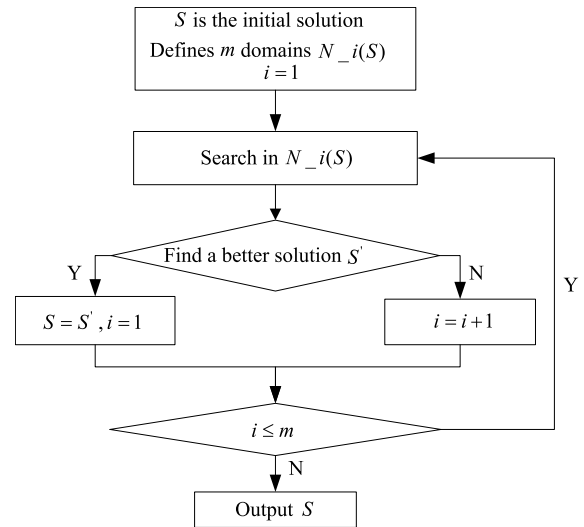 S is the initial solution
Defines m domains N_i(S)
i = 1
Search in N_i(S)
Find a better solution S'
Y
N
S = S' , i = 1
i = i+1
Y
i ≤ m
N
Output S